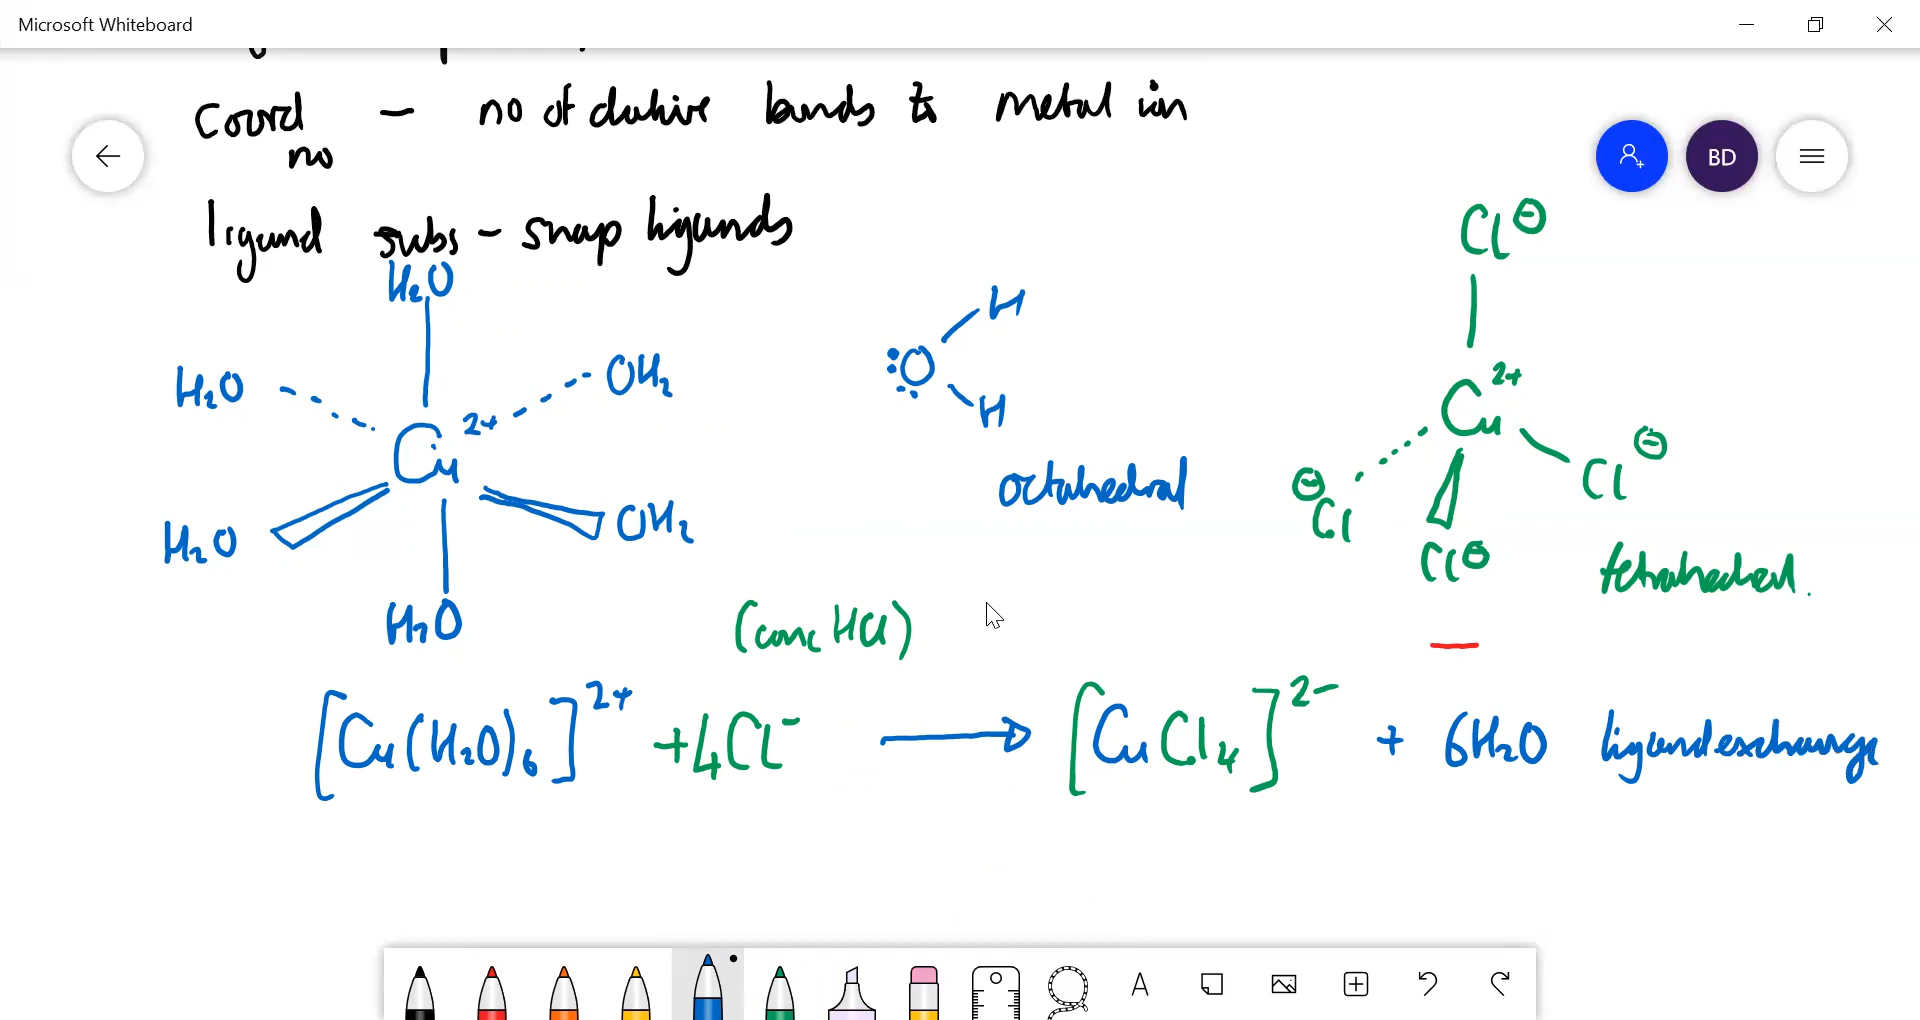 Microsoft Whiteboard
Coord no - no of dative bonds to metal ion
ligand subs - swap ligands
H₂O
H₂O
OH₂
Cu 2+
H₂O
OH₂
H₂O
O
H
H
octahedral
Cl ⊖
Cu 2+
⊖ Cl
Cl ⊖
Cl ⊖
tetrahedral.
BD
(conc HCl)
[Cu(H₂O)₆]²⁺ + 4Cl⁻ → [CuCl₄]²⁻ + 6H₂O ligand exchange